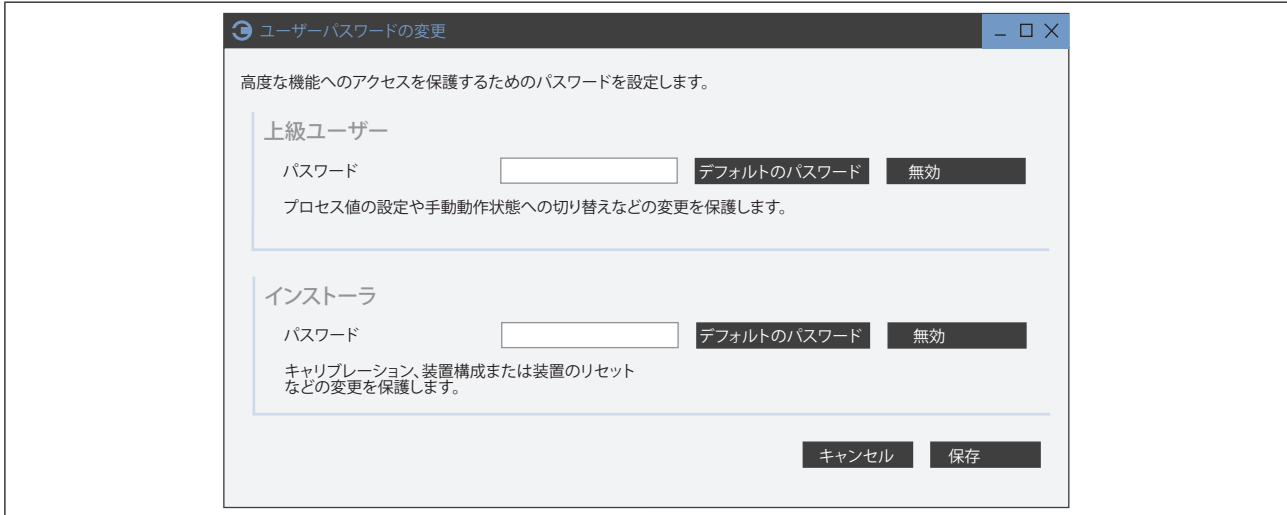 ユーザーパスワードの変更
高度な機能へのアクセスを保護するためのパスワードを設定します。
上級ユーザー
パスワード デフォルトのパスワード 無効
プロセス値の設定や手動動作状態への切り替えなどの変更を保護します。
インストーラ
パスワード デフォルトのパスワード 無効
キャリブレーション、装置構成または装置のリセット
などの変更を保護します。
キャンセル 保存